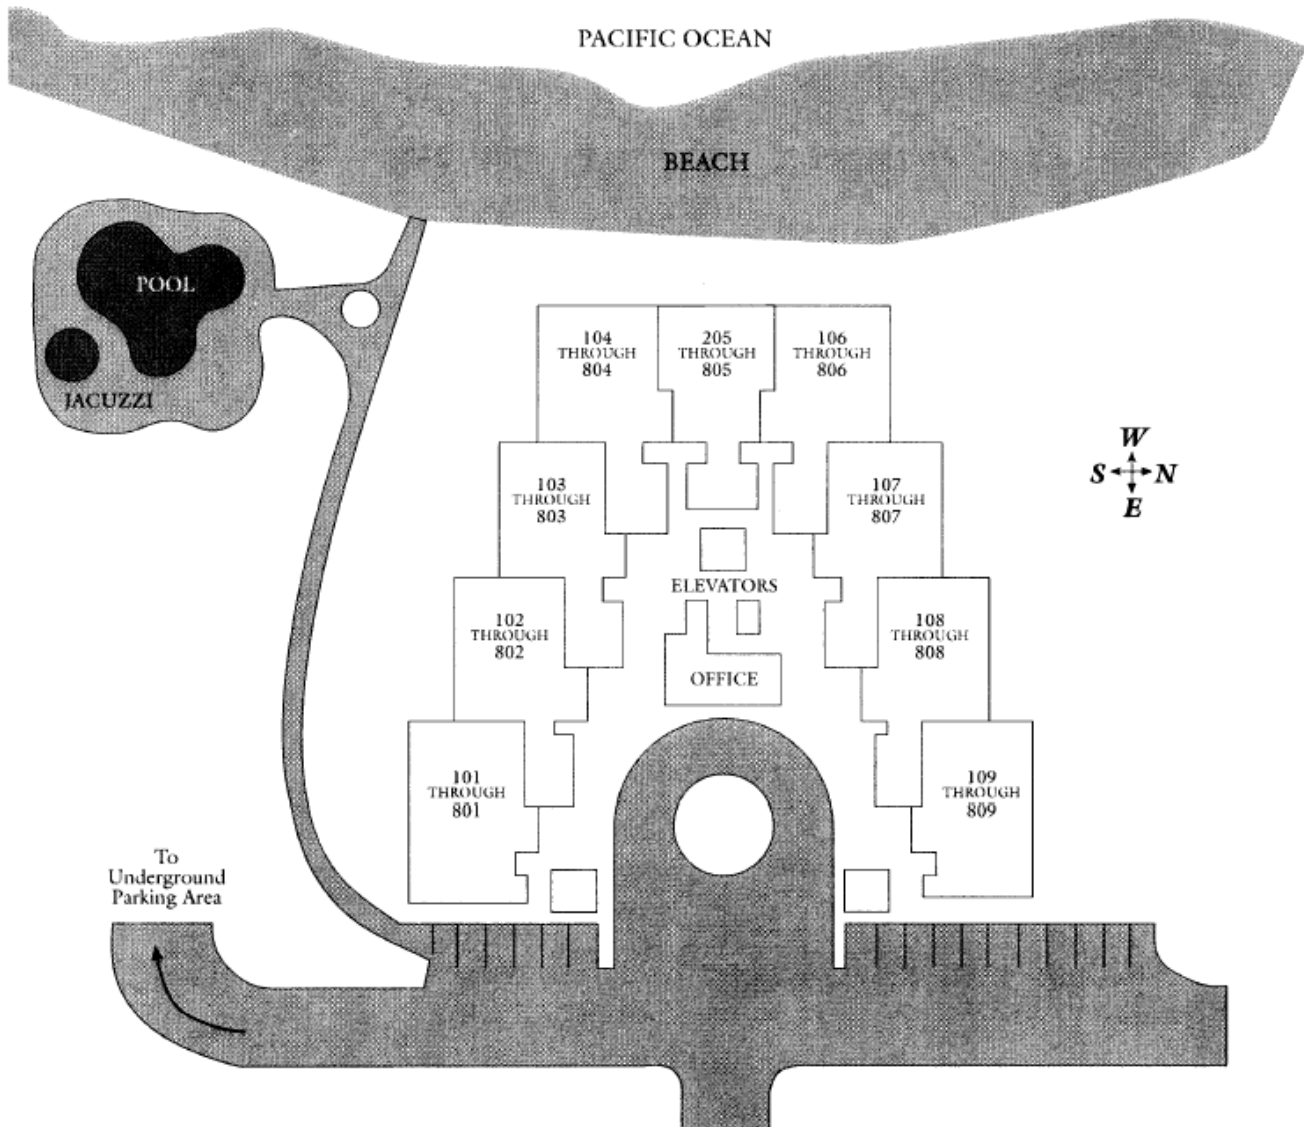 PACIFIC OCEAN
BEACH
POOL
JACUZZI
104
THROUGH
804
205
THROUGH
805
106
THROUGH
806
W
S N
E
103
THROUGH
803
107
THROUGH
807
ELEVATORS
102
THROUGH
802
108
THROUGH
808
OFFICE
101
THROUGH
801
109
THROUGH
809
To
Underground
Parking Area